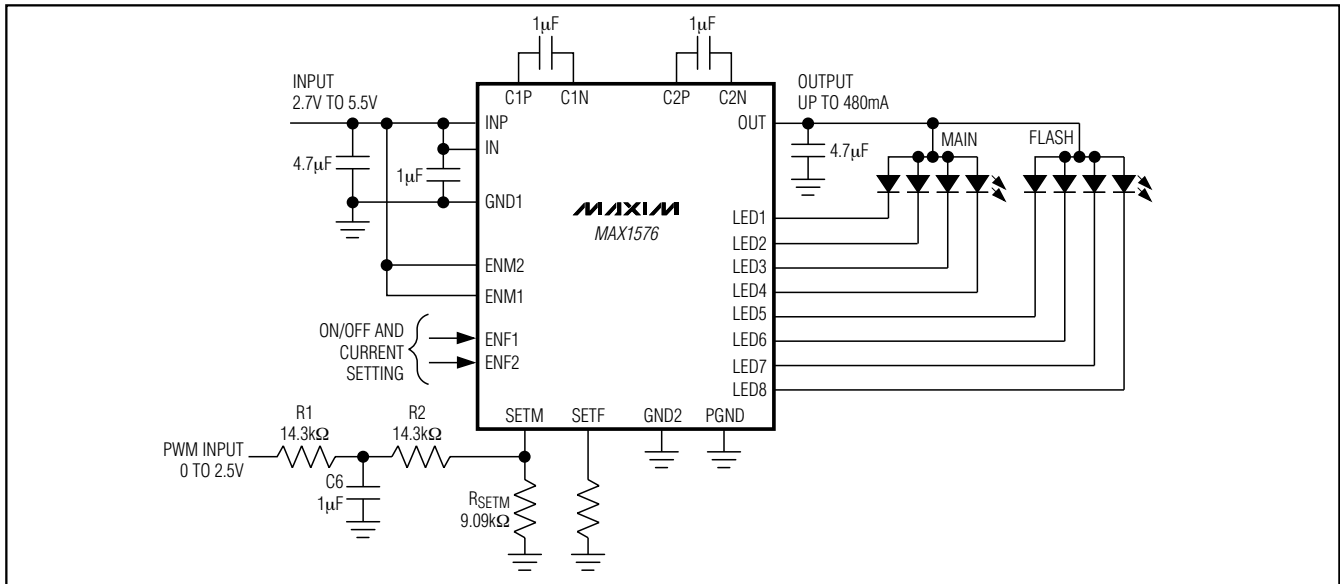 1µF
1µF
INPUT
2.7V TO 5.5V
OUTPUT
UP TO 480mA
C1P
C1N
C2P
C2N
INP
OUT
MAIN
FLASH
IN
4.7µF
1µF
4.7µF
GND1
MAXIM
MAX1576
LED1
LED2
LED3
LED4
LED5
LED6
LED7
LED8
ENM2
ENM1
ON/OFF AND
CURRENT
SETTING
ENF1
ENF2
SETM
SETF
GND2
PGND
R1
14.3kΩ
R2
14.3kΩ
PWM INPUT
0 TO 2.5V
C6
1µF
RSETM
9.09kΩ